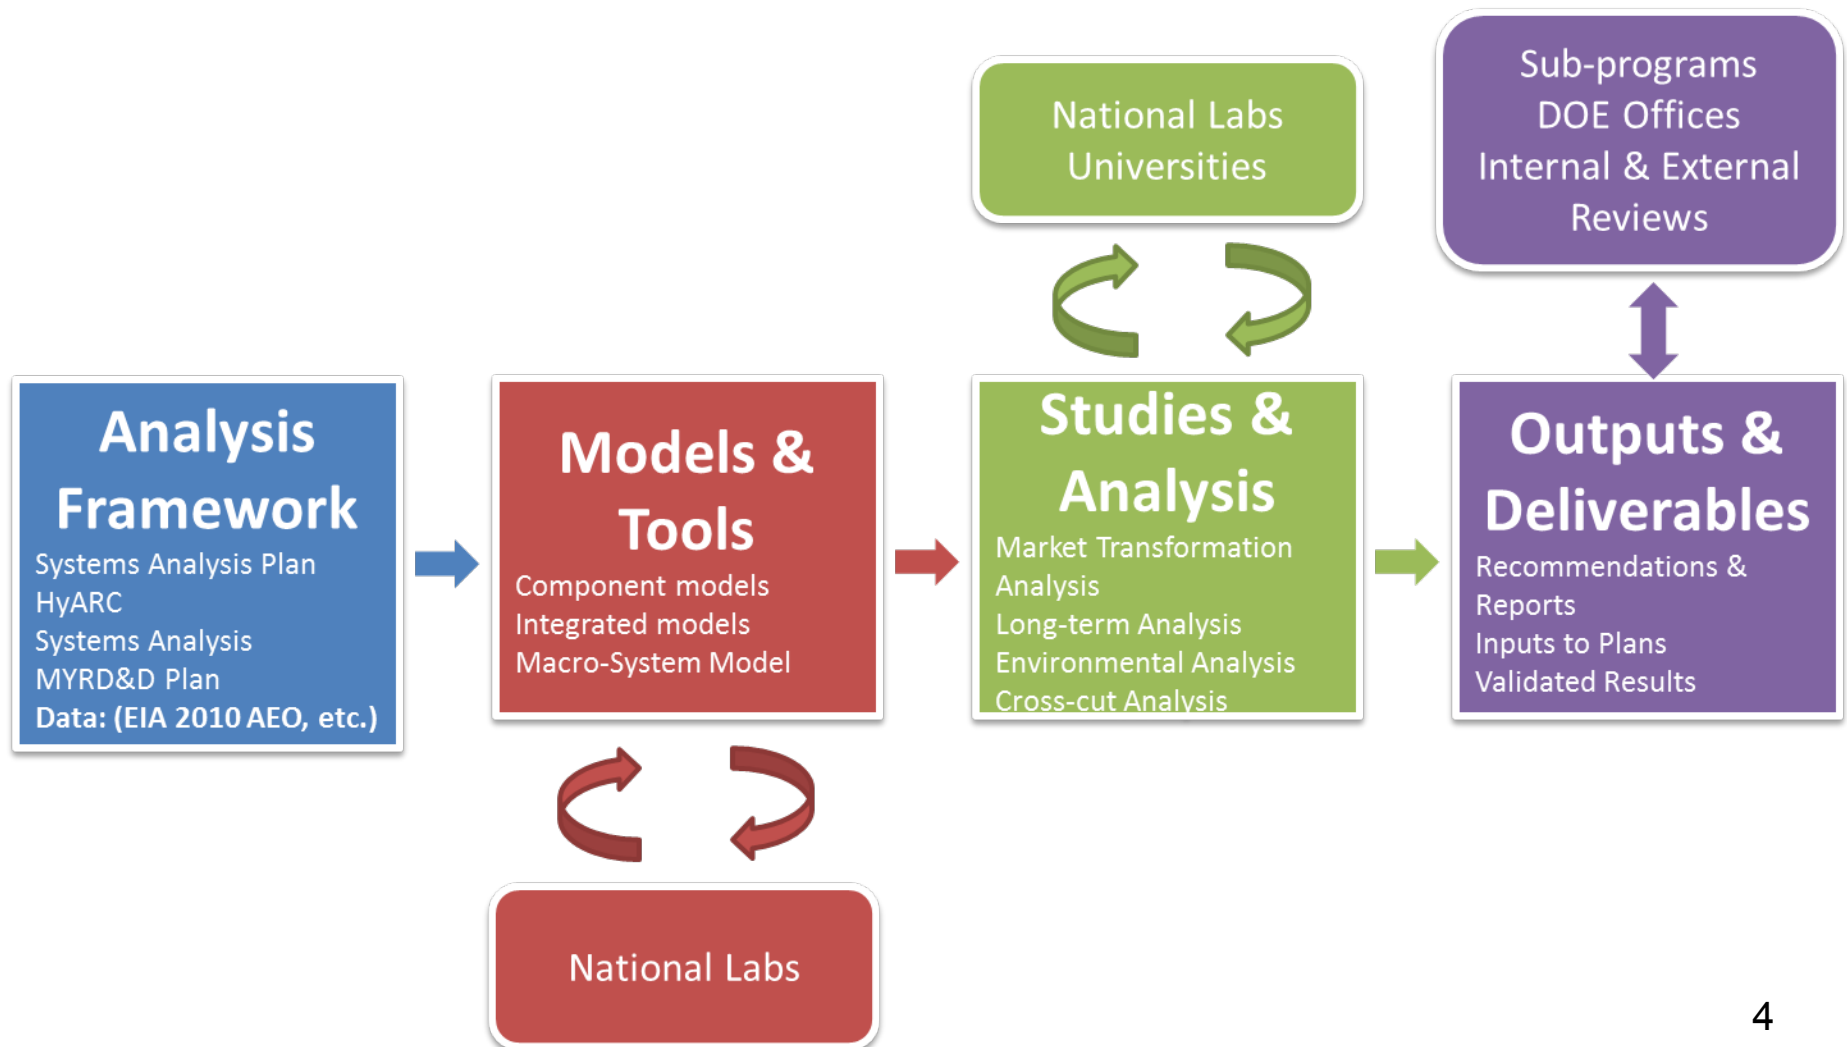 National Labs
Universities
Sub-programs
DOE Offices
Internal & External
Reviews
Analysis
Framework
Systems Analysis Plan
HyARC
Systems Analysis
MYRD&D Plan
Data: (EIA 2010 AEO, etc.)
Models &
Tools
Component models
Integrated models
Macro-System Model
Studies &
Analysis
Market Transformation
Analysis
Long-term Analysis
Environmental Analysis
Cross-cut Analysis
Outputs &
Deliverables
Recommendations &
Reports
Inputs to Plans
Validated Results
National Labs
4